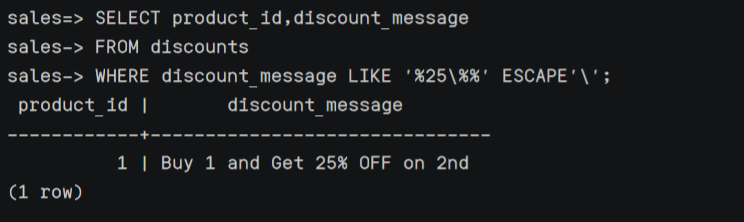 sales=> SELECT product_id,discount_message
sales-> FROM discounts
sales-> WHERE discount_message LIKE '%25\%%' ESCAPE'\';
 product_id |       discount_message
------------+-------------------------------
          1 | Buy 1 and Get 25% OFF on 2nd
(1 row)